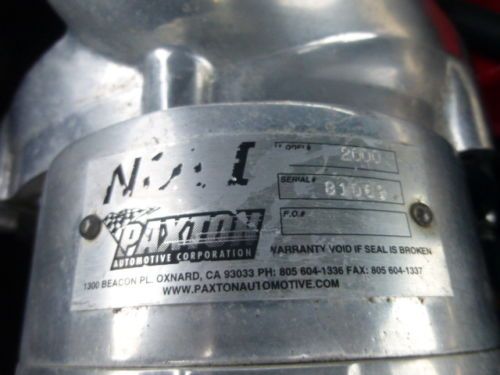 MODEL# 2000
SERIAL#
P.O.#
PAXTON
AUTOMOTIVE CORPORATION
WARRANTY VOID IF SEAL IS BROKEN
1300 BEACON PL. OXNARD, CA 93033 PH: 805 604-1336 FAX: 805 604-1337
WWW.PAXTONAUTOMOTIVE.COM